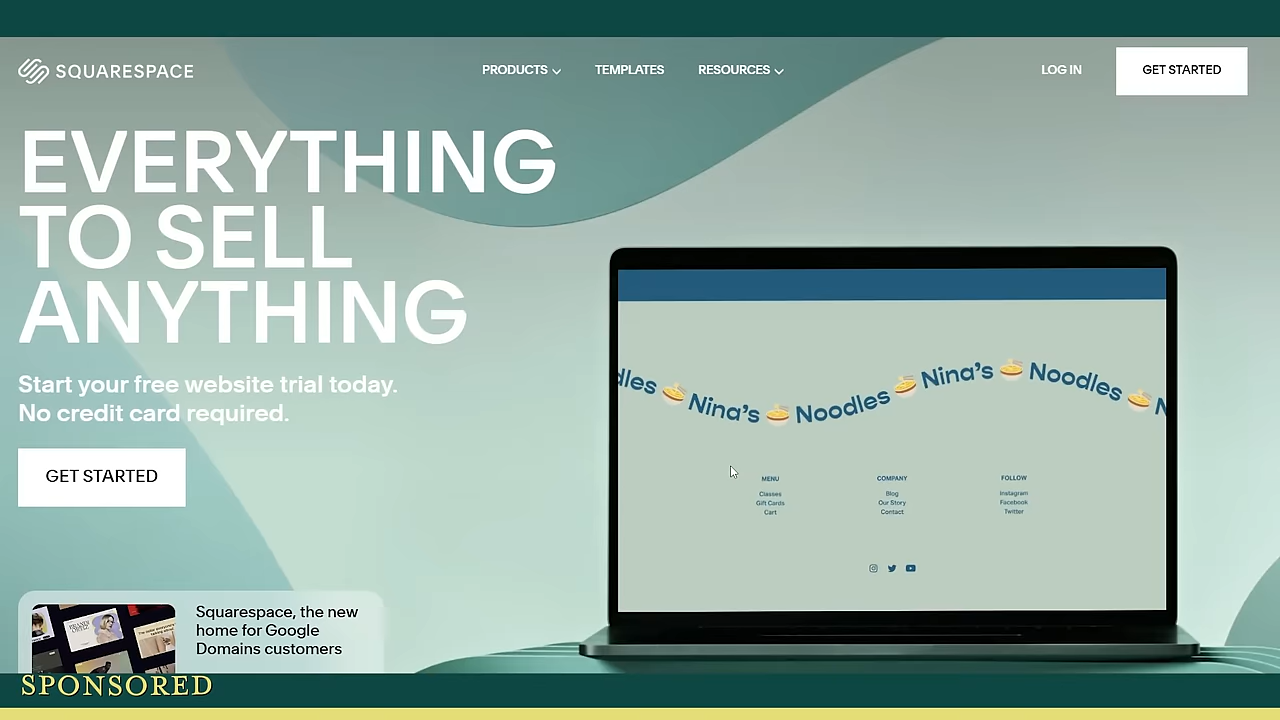 SQUARESPACE
PRODUCTS
TEMPLATES
RESOURCES
LOG IN
GET STARTED
EVERYTHING
TO SELL
ANYTHING
Start your free website trial today.
No credit card required.
GET STARTED
Nina's Noodles Nina's Noodles
MENU
Classes
Gift Cards
Cart
COMPANY
Blog
Our Story
Contact
FOLLOW
Instagram
Facebook
Twitter
Squarespace, the new
home for Google
Domains customers
SPONSORED